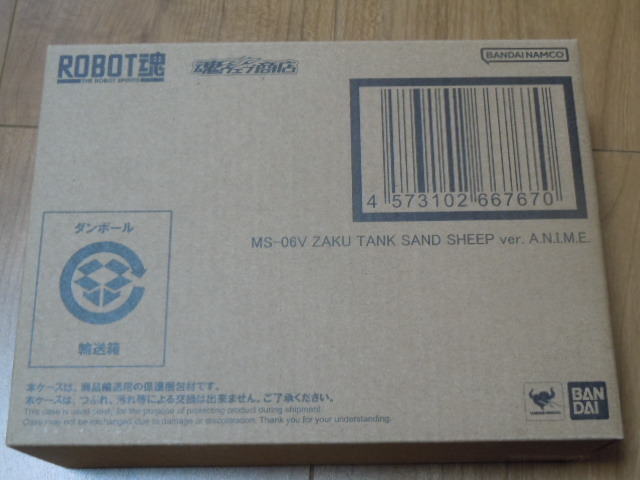 ROBOT魂
THE ROBOT SPIRITS
魂ウェブ商店
BANDAI NAMCO
4 573102 667670
MS-06V ZAKU TANK SAND SHEEP ver. A.N.I.M.E.
ダンボール
輸送箱
本ケースは、商品輸送用の保護梱包材です。
本ケースは、つぶれ、汚れ等による交換は出来ません。ご了承ください。
This case is used only for the purpose of protecting product during shipment.
Case may not be exchanged due to damage or discoloration. Thank you for your understanding.
BAN
DAI